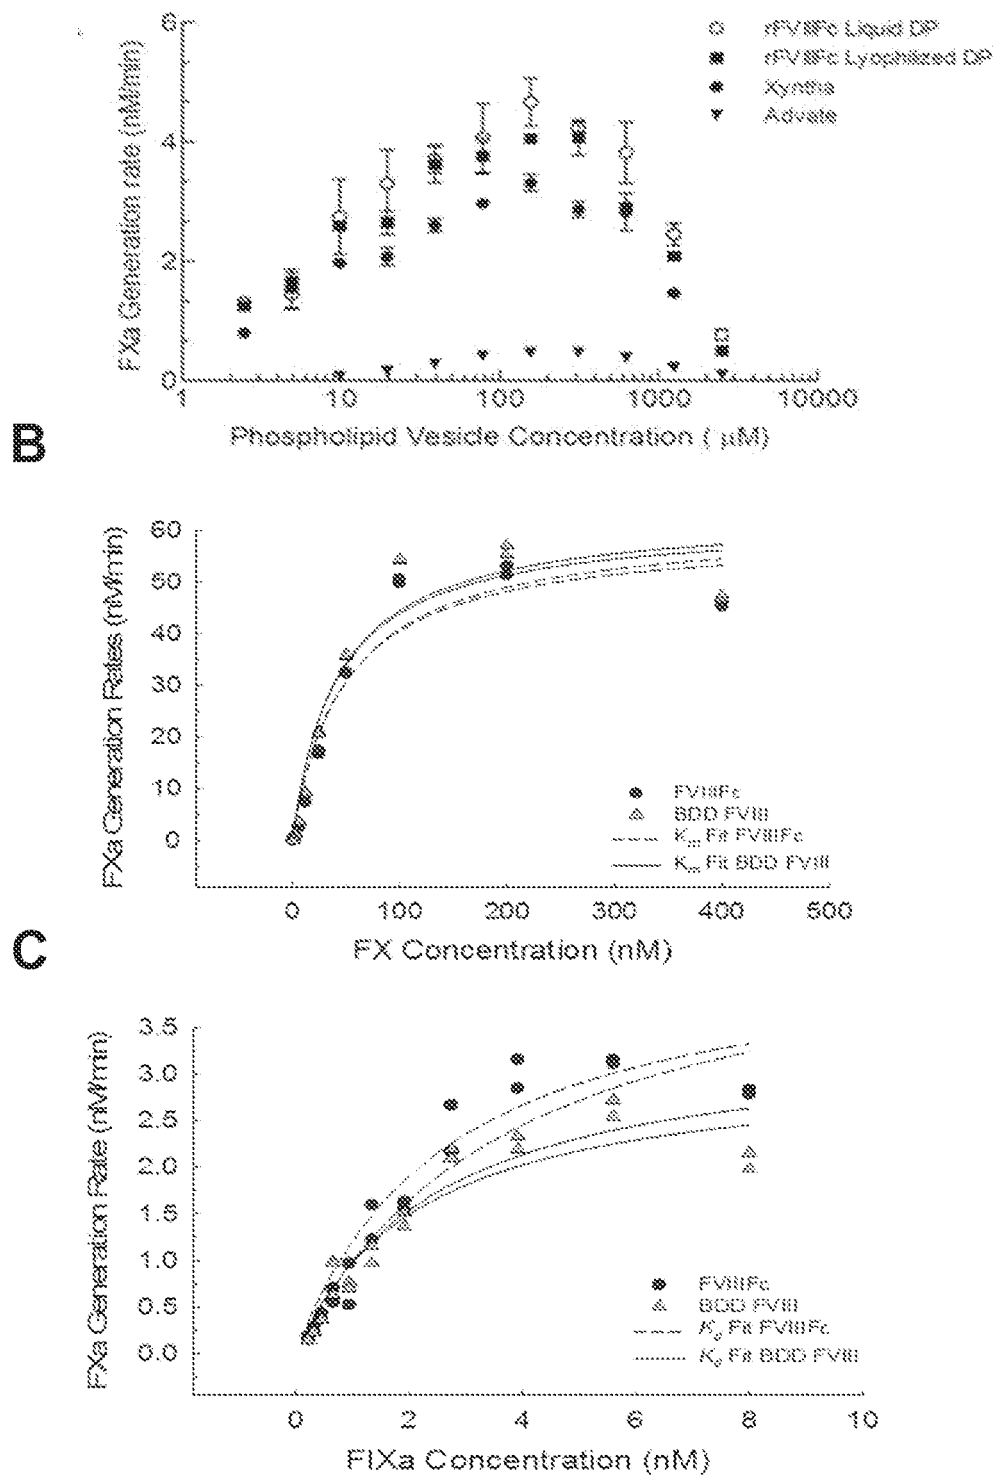 6
rFVIIIFc Liquid DP
rFVIIIFc Lyophilized DP
Xyntha
Advate
4
2
0
FXa Generation rate (nM/min)
1 10 100 1000 10000
Phospholipid Vesicle Concentration ( μM)
B
60
50
40
30
20
10
0
FXa Generation Rates (nM/min)
FVIIIFc
BDD FVIII
Km Fit FVIIIFc
Km Fit BDD FVIII
0 100 200 300 400 500
FX Concentration (nM)
C
3.5
3.0
2.5
2.0
1.5
1.0
0.5
0.0
FXa Generation Rate (nM/min)
FVIIIFc
BDD FVIII
Kd Fit FVIIIFc
Kd Fit BDD FVIII
0 2 4 6 8 10
FIXa Concentration (nM)